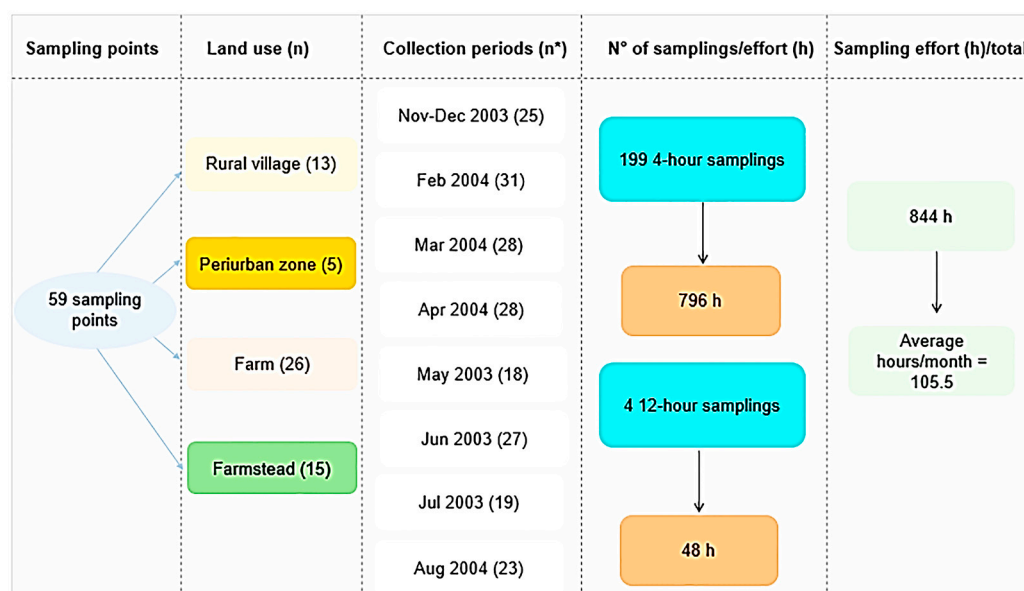 Sampling points
Land use (n)
Collection periods (n*)
N° of samplings/effort (h)
Sampling effort (h)/total
59 sampling
points
Rural village (13)
Periurban zone (5)
Farm (26)
Farmstead (15)
Nov-Dec 2003 (25)
Feb 2004 (31)
Mar 2004 (28)
Apr 2004 (28)
May 2003 (18)
Jun 2003 (27)
Jul 2003 (19)
Aug 2004 (23)
199 4-hour samplings
796 h
4 12-hour samplings
48 h
844 h
Average
hours/month =
105.5